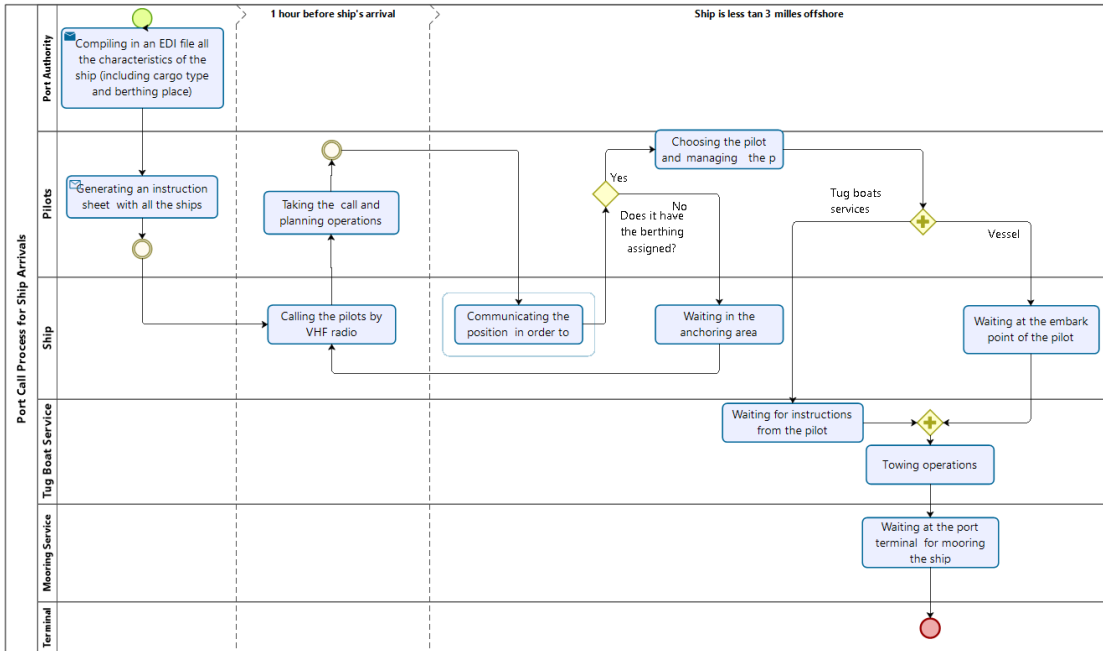 Port Call Process for Ship Arrivals
1 hour before ship's arrival
Ship is less tan 3 milles offshore
Port Authority
Compiling in an EDI file all
the characteristics of the
ship (including cargo type
and berthing place)
Pilots
Generating an instruction
sheet with all the ships
Taking the call and
planning operations
Choosing the pilot
and managing the p
Yes
No
Does it have
the berthing
assigned?
Tug boats
services
Vessel
Ship
Calling the pilots by
VHF radio
Communicating the
position in order to
Waiting in the
anchoring area
Waiting at the embark
point of the pilot
Tug Boat Service
Waiting for instructions
from the pilot
Towing operations
Mooring Service
Waiting at the port
terminal for mooring
the ship
Terminal